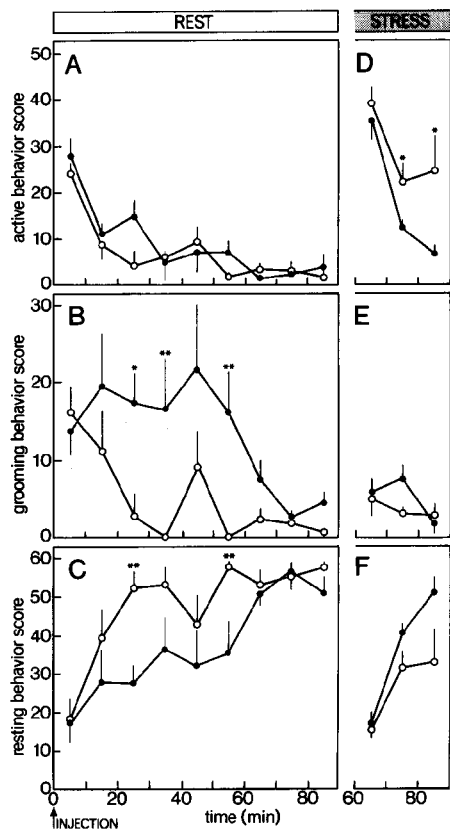 REST
STRESS
A
D
active behavior score
50
40
30
20
10
0
*
*
B
E
grooming behavior score
30
20
10
0
*
**
**
C
F
resting behavior score
60
50
40
30
20
10
0
**
**
0
20
40
60
80
60
80
time (min)
INJECTION